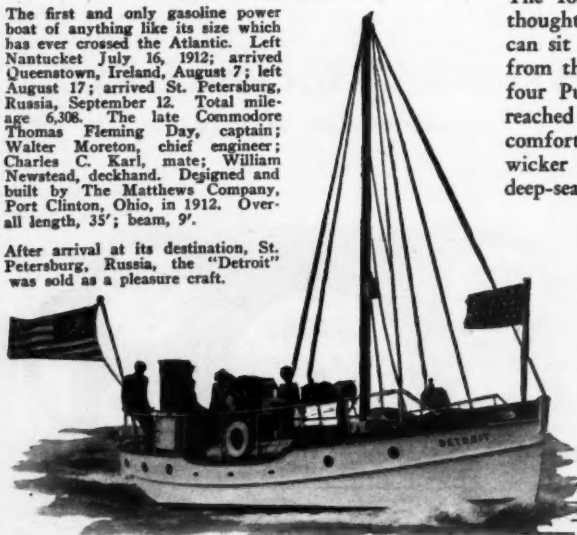 The first and only gasoline power
boat of anything like its size which
has ever crossed the Atlantic. Left
Nantucket July 16, 1912; arrived
Queenstown, Ireland, August 7; left
August 17; arrived St. Petersburg,
Russia, September 12. Total mile-
age 6,308. The late Commodore
Thomas Fleming Day, captain;
Walter Moreton, chief engineer;
Charles C. Karl, mate; William
Newstead, deckhand. Designed and
built by The Matthews Company,
Port Clinton, Ohio, in 1912. Over-
all length, 35'; beam, 9'.
After arrival at its destination, St.
Petersburg, Russia, the "Detroit"
was sold as a pleasure craft.
thought
can sit
from th
four Pu
reached
comfort
wicker
deep-sea
DETROIT